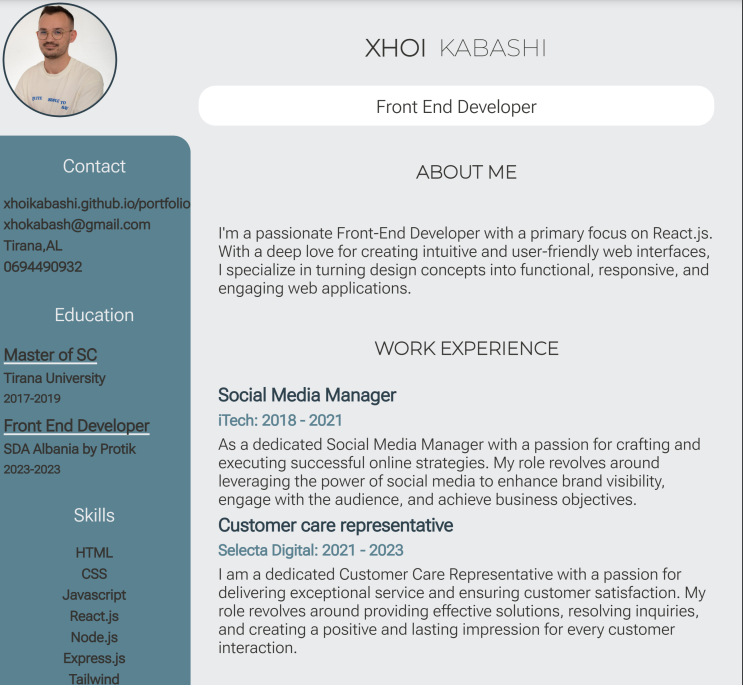 XHOI KABASHI
Front End Developer
Contact
xhoikabashi.github.io/portfolio
xhokabash@gmail.com
Tirana,AL
0694490932
Education
Master of SC
Tirana University
2017-2019
Front End Developer
SDA Albania by Protik
2023-2023
Skills
HTML
CSS
Javascript
React.js
Node.js
Express.js
Tailwind
ABOUT ME
I'm a passionate Front-End Developer with a primary focus on React.js.
With a deep love for creating intuitive and user-friendly web interfaces,
I specialize in turning design concepts into functional, responsive, and
engaging web applications.
WORK EXPERIENCE
Social Media Manager
iTech: 2018 - 2021
As a dedicated Social Media Manager with a passion for crafting and
executing successful online strategies. My role revolves around
leveraging the power of social media to enhance brand visibility,
engage with the audience, and achieve business objectives.
Customer care representative
Selecta Digital: 2021 - 2023
I am a dedicated Customer Care Representative with a passion for
delivering exceptional service and ensuring customer satisfaction. My
role revolves around providing effective solutions, resolving inquiries,
and creating a positive and lasting impression for every customer
interaction.